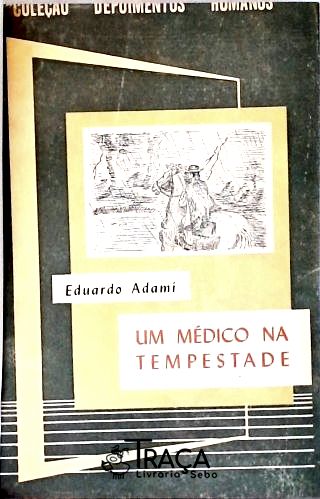 COLEÇÃO DEPOIMENTOS HUMANOS
Eduardo Adami
UM MÉDICO NA
TEMPESTADE
TRAÇA
Livraria Sebo